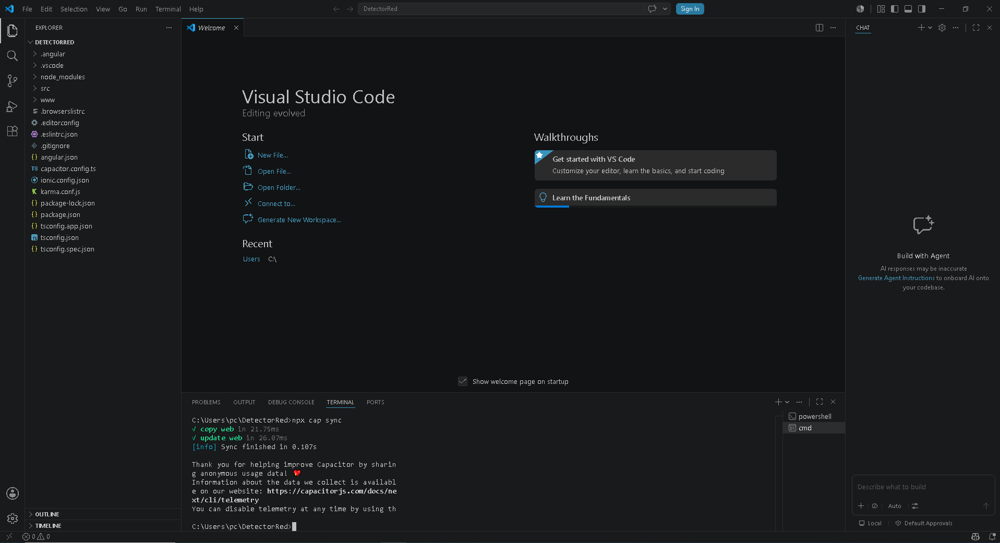 File Edit Selection View Go Run Terminal Help
DetectorRed
Sign In
EXPLORER
DETECTORRED
.angular
.vscode
node_modules
src
www
.browserslistrc
.editorconfig
.eslintrc.json
.gitignore
angular.json
capacitor.config.ts
ionic.config.json
karma.conf.js
package-lock.json
package.json
tsconfig.app.json
tsconfig.json
tsconfig.spec.json
OUTLINE
TIMELINE
0 0
Welcome
Visual Studio Code
Editing evolved
Start
New File...
Open File...
Open Folder...
Connect to...
Generate New Workspace...
Recent
Users C:\
Walkthroughs
Get started with VS Code
Customize your editor, learn the basics, and start coding
Learn the Fundamentals
Show welcome page on startup
PROBLEMS OUTPUT DEBUG CONSOLE TERMINAL PORTS
C:\Users\pc\DetectorRed>npx cap sync
√ copy web in 21.75ms
√ update web in 26.07ms
[info] Sync finished in 0.107s
Thank you for helping improve Capacitor by sharin
g anonymous usage data! 💖
Information about the data we collect is availabl
e on our website: https://capacitorjs.com/docs/ne
xt/cli/telemetry
You can disable telemetry at any time by using th
C:\Users\pc\DetectorRed>
powershell
cmd
CHAT
Build with Agent
AI responses may be inaccurate
Generate Agent Instructions to onboard AI onto
your codebase.
Describe what to build
Auto
Local Default Approvals